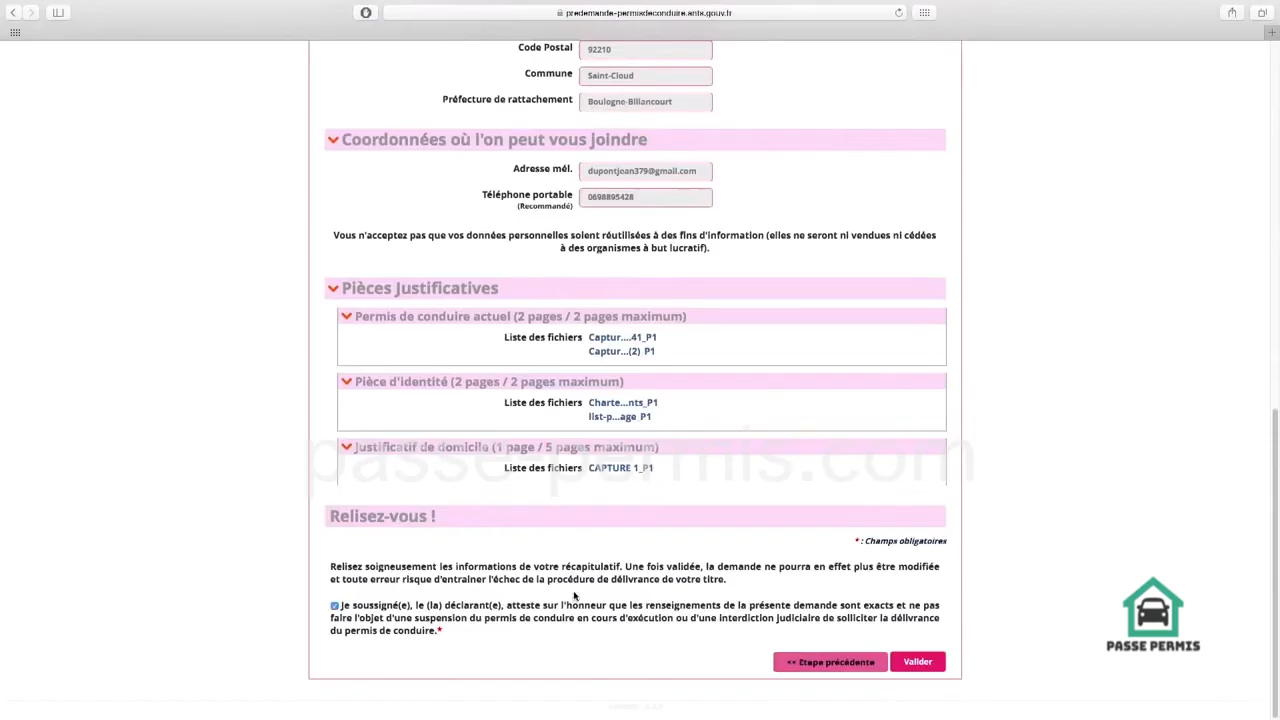 predemande-permisdeconduire.ants.gouv.fr
Code Postal 92210
Commune Saint-Cloud
Préfecture de rattachement Boulogne-Billancourt
Coordonnées où l'on peut vous joindre
Adresse mél. dupontjean379@gmail.com
Téléphone portable 0698895428
(Recommandé)
Vous n'acceptez pas que vos données personnelles soient réutilisées à des fins d'information (elles ne seront ni vendues ni cédées
à des organismes à but lucratif).
Pièces Justificatives
Permis de conduire actuel (2 pages / 2 pages maximum)
Liste des fichiers Captur....41_P1
Captur...(2)_P1
Pièce d'identité (2 pages / 2 pages maximum)
Liste des fichiers Charte...nts_P1
list-p...age_P1
Justificatif de domicile (1 page / 5 pages maximum)
passe-permis.com
Liste des fichiers CAPTURE 1_P1
Relisez-vous !
* : Champs obligatoires
Relisez soigneusement les informations de votre récapitulatif. Une fois validée, la demande ne pourra en effet plus être modifiée
et toute erreur risque d'entraîner l'échec de la procédure de délivrance de votre titre.
Je soussigné(e), le (la) déclarant(e), atteste sur l'honneur que les renseignements de la présente demande sont exacts et ne pas
faire l'objet d'une suspension du permis de conduire en cours d'exécution ou d'une interdiction judiciaire de solliciter la délivrance
du permis de conduire.*
<< Etape précédente Valider
PASSE PERMIS